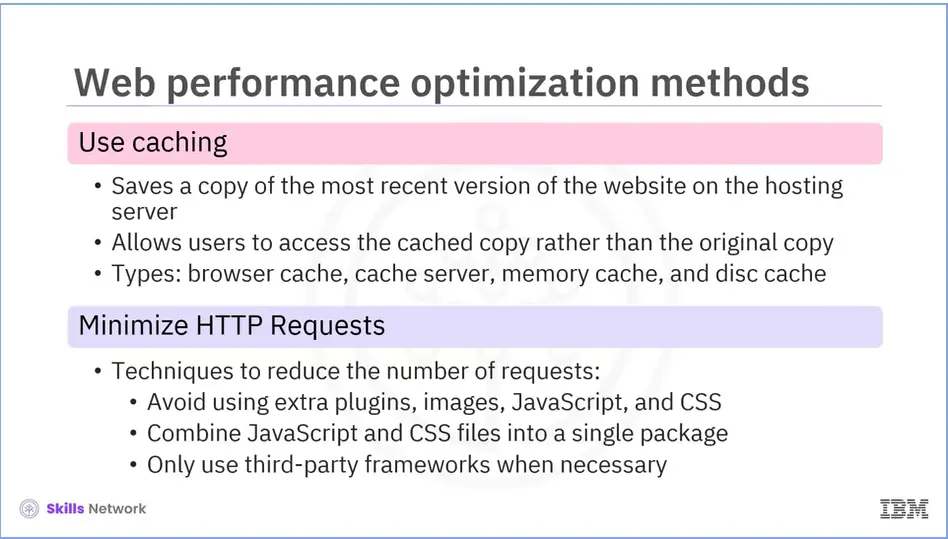 Web performance optimization methods
Use caching
• Saves a copy of the most recent version of the website on the hosting
server
• Allows users to access the cached copy rather than the original copy
• Types: browser cache, cache server, memory cache, and disc cache
Minimize HTTP Requests
• Techniques to reduce the number of requests:
• Avoid using extra plugins, images, JavaScript, and CSS
• Combine JavaScript and CSS files into a single package
• Only use third-party frameworks when necessary
Skills Network
IBM